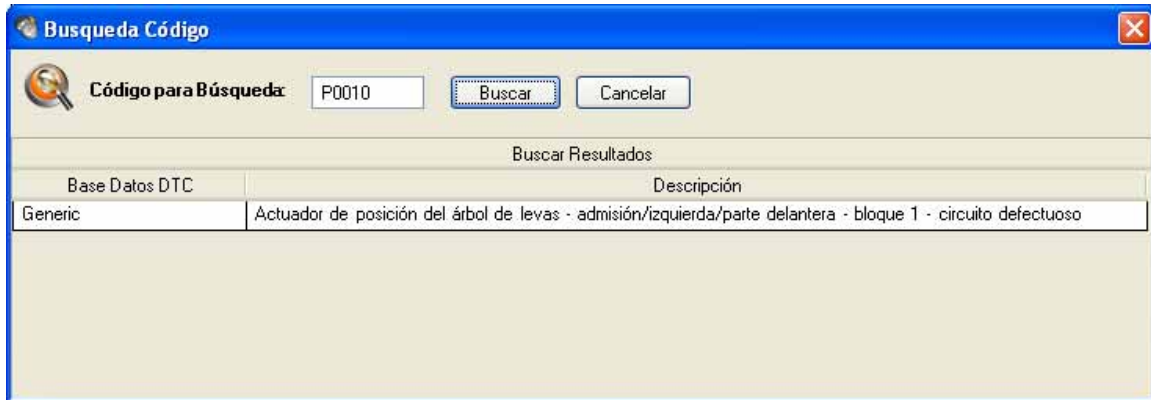 Busqueda Código
Código para Búsqueda: P0010 Buscar Cancelar
Buscar Resultados
Base Datos DTC Descripción
Generic Actuador de posición del árbol de levas - admisión/izquierda/parte delantera - bloque 1 - circuito defectuoso